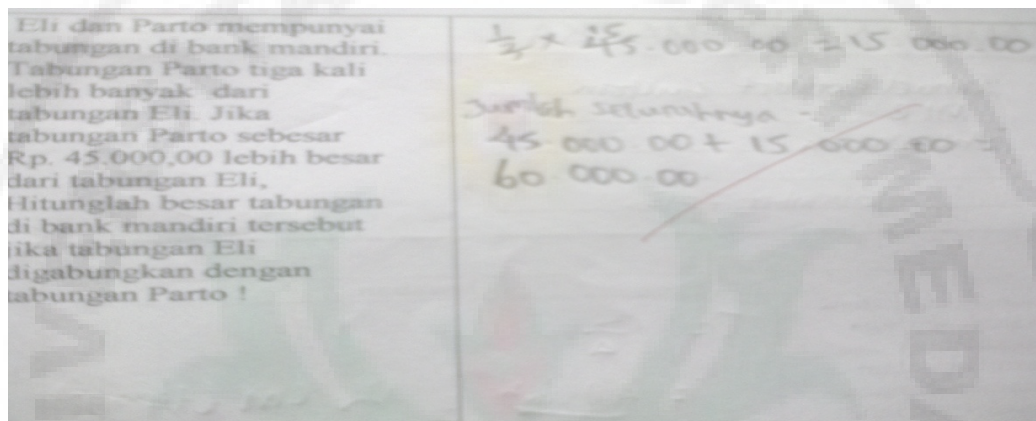 Eli dan Parto mempunyai
tabungan di bank mandiri.
Tabungan Parto tiga kali
lebih banyak dari
tabungan Eli. Jika
tabungan Parto sebesar
Rp. 45.000,00 lebih besar
dari tabungan Eli,
Hitunglah besar tabungan
di bank mandiri tersebut
jika tabungan Eli
digabungkan dengan
tabungan Parto !
1/3 × 45.000 00 = 15 000.00
Jumlah seluruhnya =
45 000 00 + 15 000 00 =
60 000 00